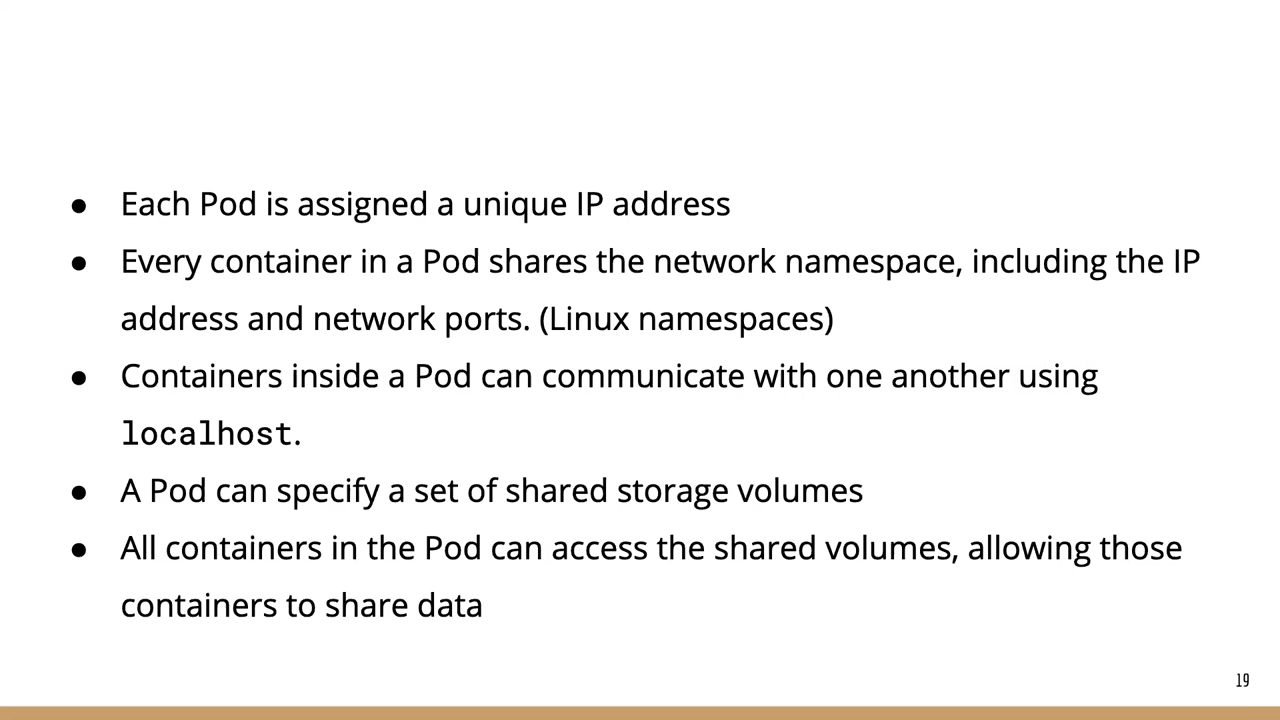 ● Each Pod is assigned a unique IP address
● Every container in a Pod shares the network namespace, including the IP
address and network ports. (Linux namespaces)
● Containers inside a Pod can communicate with one another using
localhost.
● A Pod can specify a set of shared storage volumes
● All containers in the Pod can access the shared volumes, allowing those
containers to share data
19